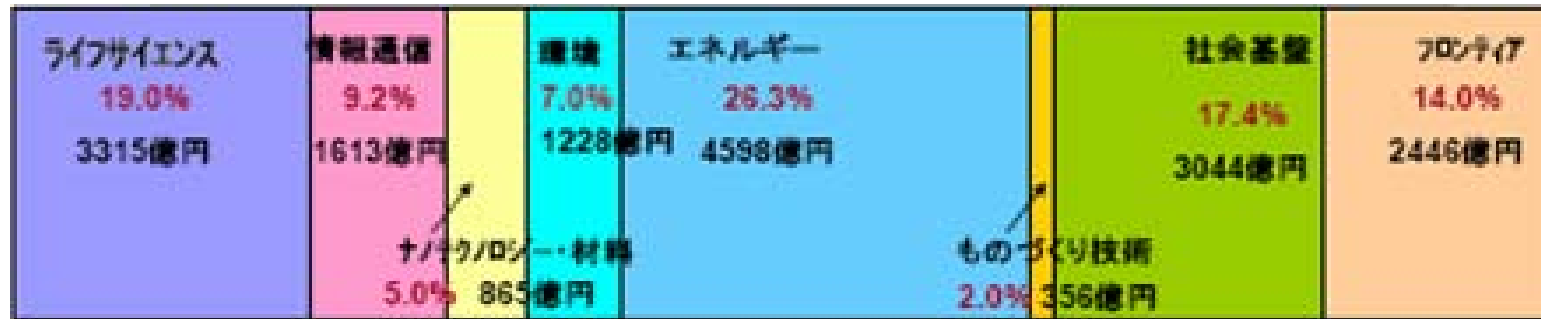 ライフサイエンス
19.0%
3315億円
情報通信
9.2%
1613億円
ナノテクノロジー・材料
5.0% 865億円
環境
7.0%
1228億円
エネルギー
26.3%
4598億円
ものづくり技術
2.0% 356億円
社会基盤
17.4%
3044億円
フロンティア
14.0%
2446億円